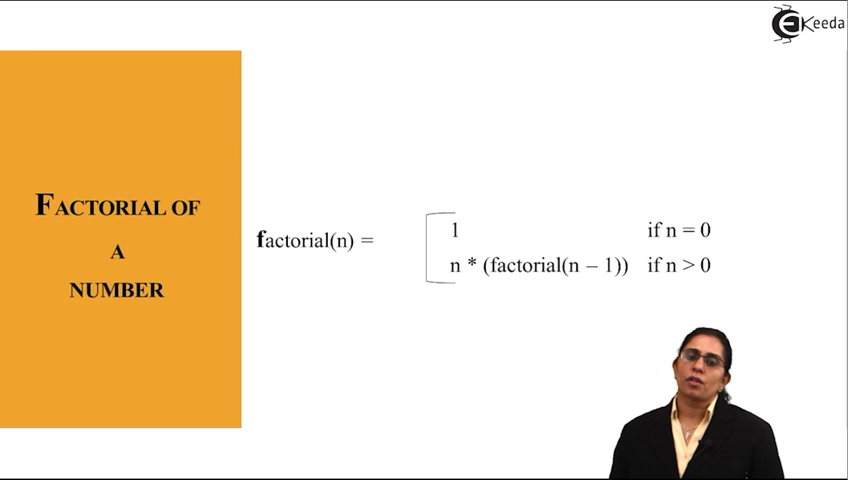 Keeda
FACTORIAL OF
A
NUMBER
factorial(n) =
1 if n = 0
n * (factorial(n – 1)) if n > 0